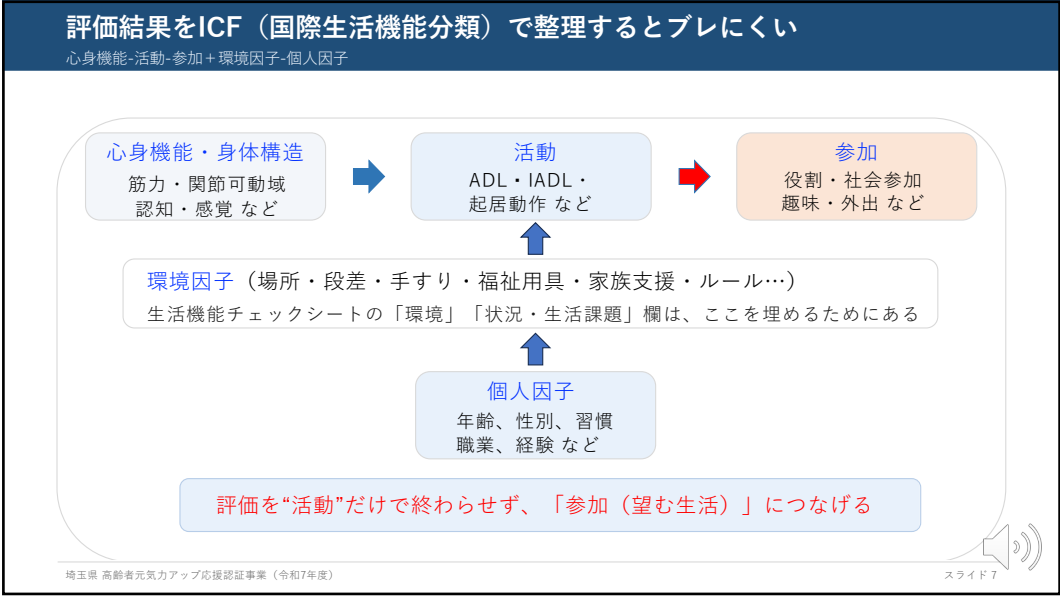 評価結果をICF（国際生活機能分類）で整理するとブレにくい
心身機能-活動-参加＋環境因子-個人因子
心身機能・身体構造
筋力・関節可動域
認知・感覚 など
活動
ADL・IADL・
起居動作 など
参加
役割・社会参加
趣味・外出 など
環境因子（場所・段差・手すり・福祉用具・家族支援・ルール…）
生活機能チェックシートの「環境」「状況・生活課題」欄は、ここを埋めるためにある
個人因子
年齢、性別、習慣
職業、経験 など
評価を“活動”だけで終わらせず、「参加（望む生活）」につなげる
埼玉県 高齢者元気力アップ応援認証事業（令和7年度）
スライド 7